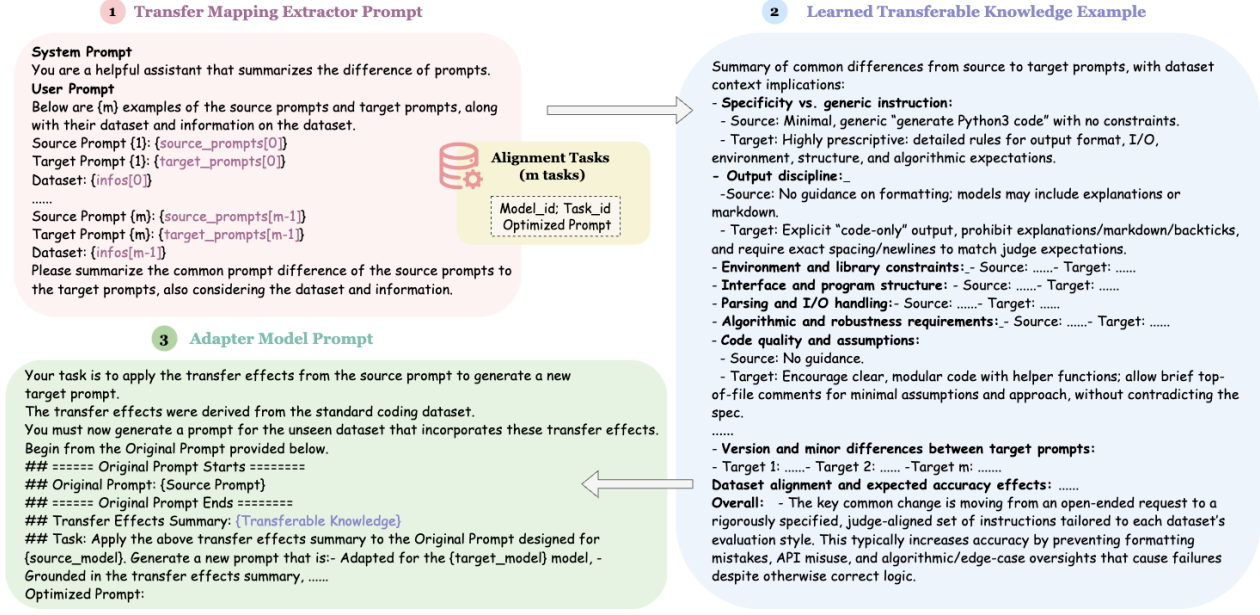 1 Transfer Mapping Extractor Prompt
System Prompt
You are a helpful assistant that summarizes the difference of prompts.
User Prompt
Below are {m} examples of the source prompts and target prompts, along
with their dataset and information on the dataset.
Source Prompt {1}: {source_prompts[0]}
Target Prompt {1}: {target_prompts[0]}
Dataset: {infos[0]}
......
Source Prompt {m}: {source_prompts[m-1]}
Target Prompt {m}: {target_prompts[m-1]}
Dataset: {infos[m-1]}
Please summarize the common prompt difference of the source prompts to
the target prompts, also considering the dataset and information.
Alignment Tasks
(m tasks)
Model_id; Task_id
Optimized Prompt
2 Learned Transferable Knowledge Example
Summary of common differences from source to target prompts, with dataset
context implications:
- Specificity vs. generic instruction:
- Source: Minimal, generic "generate Python3 code" with no constraints.
- Target: Highly prescriptive: detailed rules for output format, I/O,
environment, structure, and algorithmic expectations.
- Output discipline:_
-Source: No guidance on formatting; models may include explanations or
markdown.
- Target: Explicit "code-only" output, prohibit explanations/markdown/backticks,
and require exact spacing/newlines to match judge expectations.
- Environment and library constraints:_- Source: ......- Target: ......
- Interface and program structure: - Source: ......- Target: ......
- Parsing and I/O handling:- Source: ......- Target: ......
- Algorithmic and robustness requirements:_- Source: ......- Target: ......
- Code quality and assumptions:
- Source: No guidance.
- Target: Encourage clear, modular code with helper functions; allow brief top-
of-file comments for minimal assumptions and approach, without contradicting the
spec.
......
- Version and minor differences between target prompts:
- Target 1: ......- Target 2: ...... -Target m: .......
Dataset alignment and expected accuracy effects: ......
Overall: - The key common change is moving from an open-ended request to a
rigorously specified, judge-aligned set of instructions tailored to each dataset's
evaluation style. This typically increases accuracy by preventing formatting
mistakes, API misuse, and algorithmic/edge-case oversights that cause failures
despite otherwise correct logic.
3 Adapter Model Prompt
Your task is to apply the transfer effects from the source prompt to generate a new
target prompt.
The transfer effects were derived from the standard coding dataset.
You must now generate a prompt for the unseen dataset that incorporates these transfer effects.
Begin from the Original Prompt provided below.
## ====== Original Prompt Starts ========
## Original Prompt: {Source Prompt}
## ====== Original Prompt Ends ========
## Transfer Effects Summary: {Transferable Knowledge}
## Task: Apply the above transfer effects summary to the Original Prompt designed for
{source_model}. Generate a new prompt that is:- Adapted for the {target_model} model, -
Grounded in the transfer effects summary, ......
Optimized Prompt: